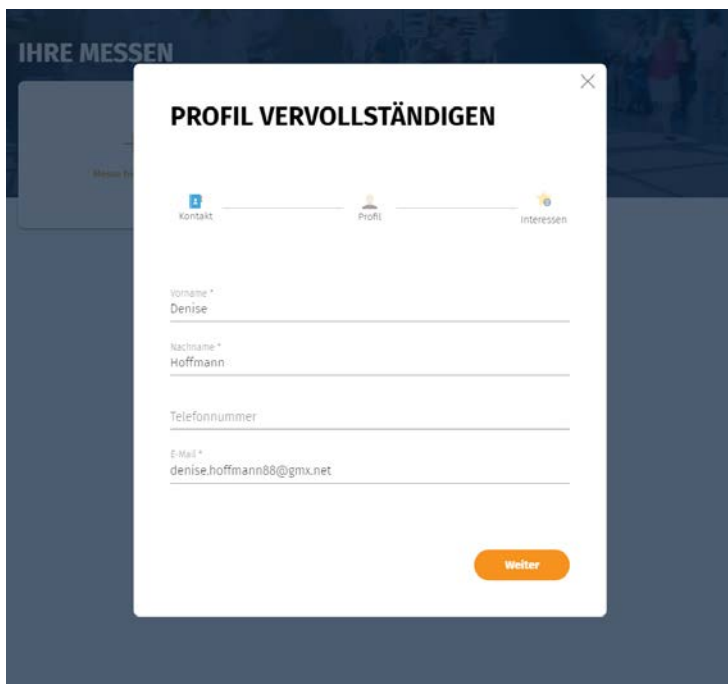 IHRE MESSEN
PROFIL VERVOLLSTÄNDIGEN
Kontakt
Profil
Interessen
Vorname *
Denise
Nachname *
Hoffmann
Telefonnummer
E-Mail *
denise.hoffmann88@gmx.net
Weiter